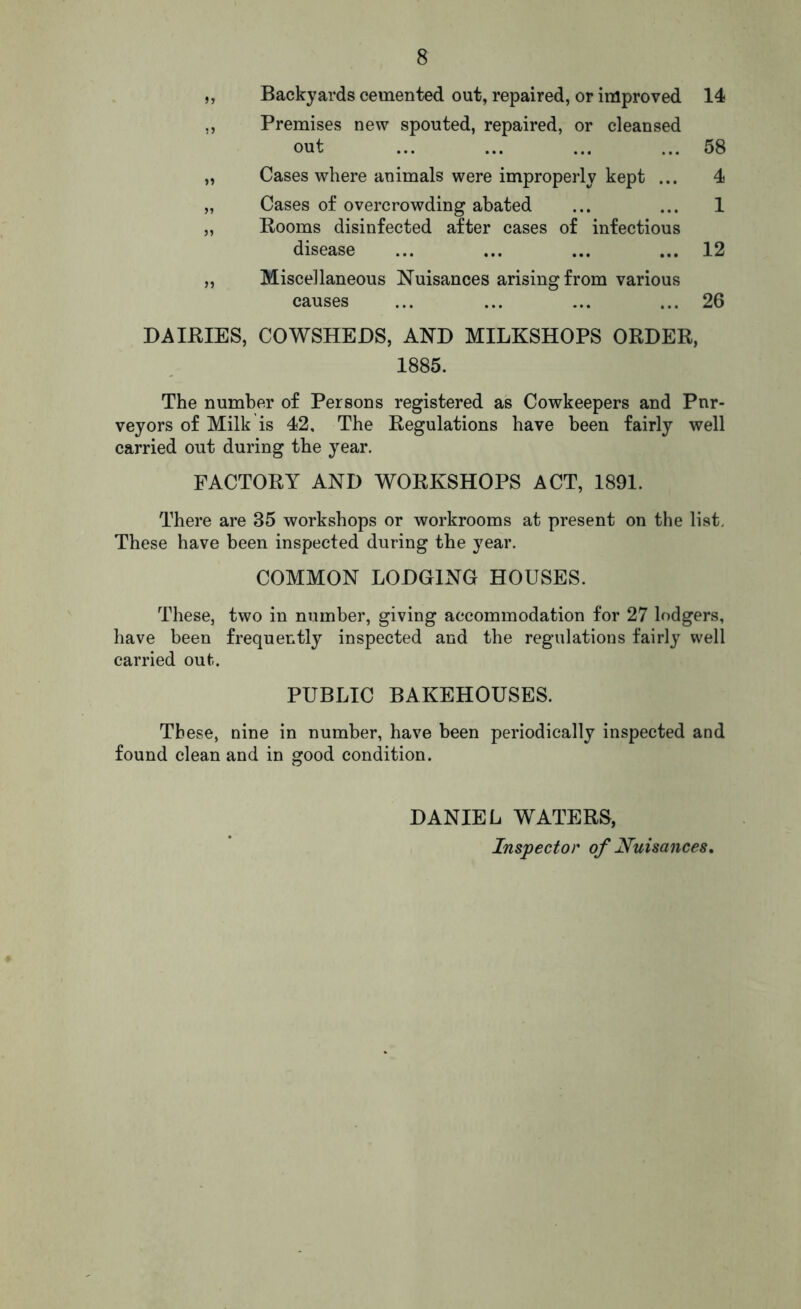 8
,, Backyards cemented out, repaired, or improved 14
,, Premises new spouted, repaired, or cleansed
out ... ... ... ... 58
,, Cases where animals were improperly kept ... 4
,, Cases of overcrowding abated ... ... 1
,, Rooms disinfected after cases of infectious
disease ... ... ... ... 12
,, Miscellaneous Nuisances arising from various
causes ... ... ... ... 26
DAIRIES, COWSHEDS, AND MILKSHOPS ORDER,
1885.
The number of Persons registered as Cowkeepers and Pur-
veyors of Milk is 42, The Regulations have been fairly well
carried out during the year.
FACTORY AND WORKSHOPS ACT, 1891.
There are 35 workshops or workrooms at present on the list.
These have been inspected during the year.
COMMON LODGING HOUSES.
These, two in number, giving accommodation for 27 lodgers,
have been frequently inspected and the regulations fairly well
carried out.
PUBLIC BAKEHOUSES.
These, nine in number, have been periodically inspected and
found clean and in good condition.
DANIEL WATERS,
Inspector of Nuisances.